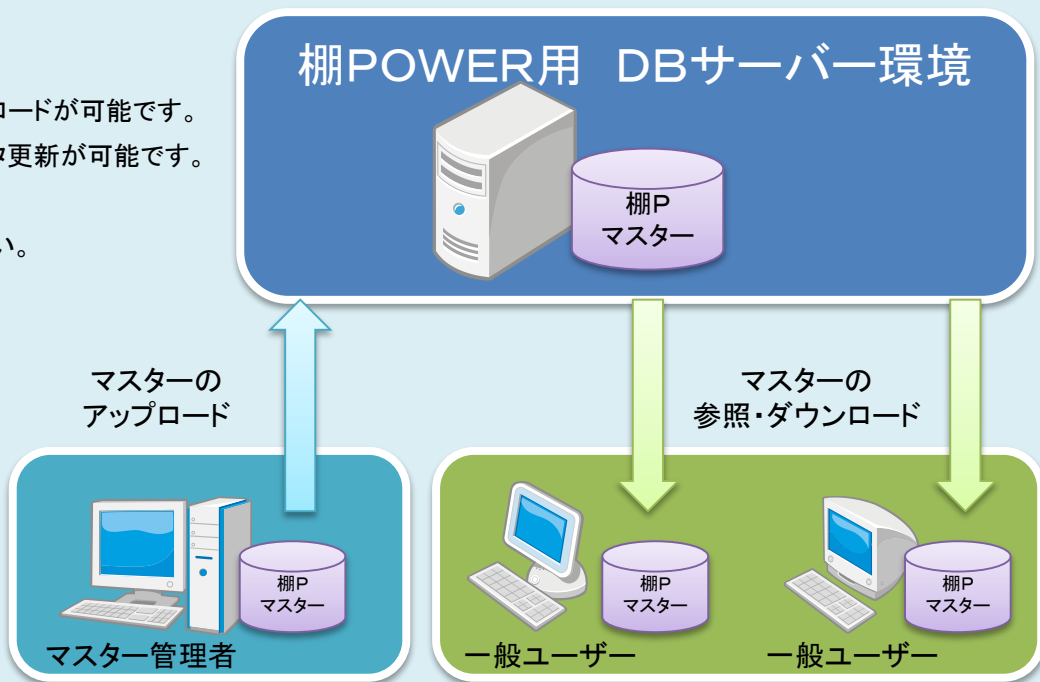 棚POWER用　DBサーバー環境
ロードが可能です。
タ更新が可能です。
い。
棚P
マスター
マスターの
アップロード
マスターの
参照・ダウンロード
棚P
マスター
マスター管理者
棚P
マスター
一般ユーザー
棚P
マスター
一般ユーザー